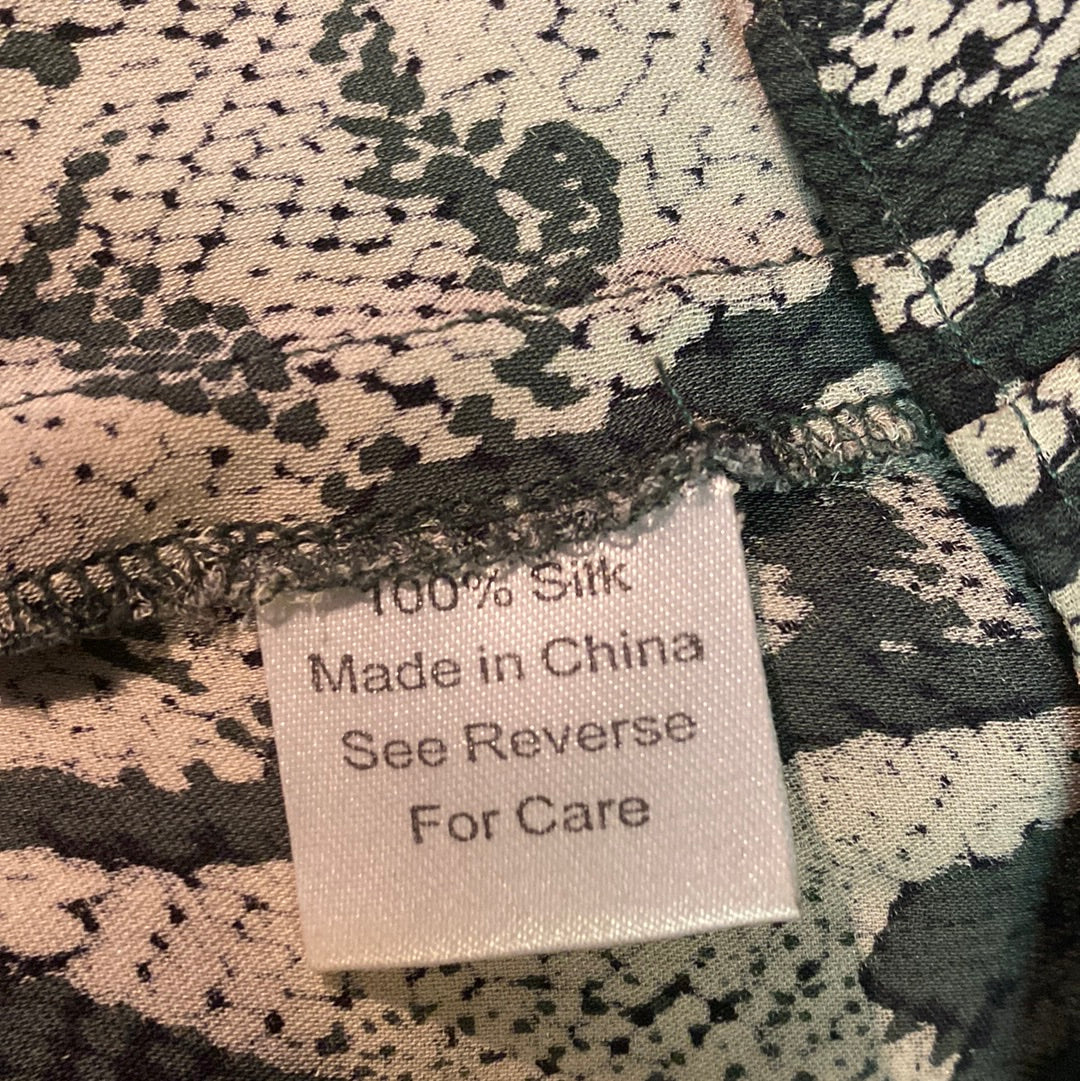 100% Silk
Made in China
See Reverse
For Care